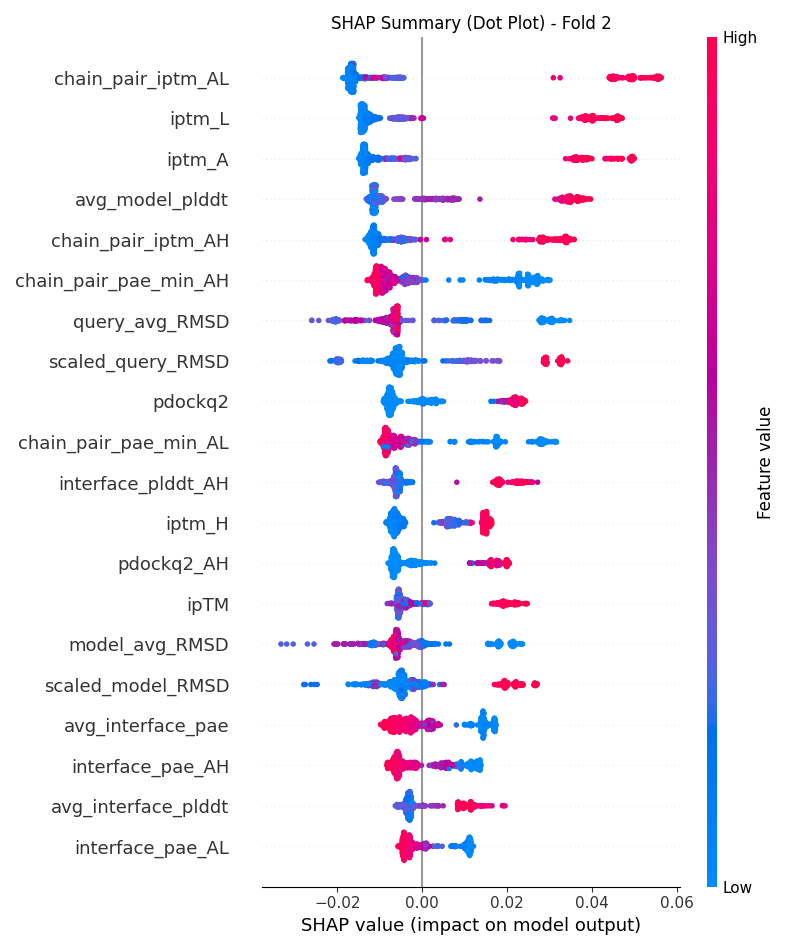 SHAP Summary (Dot Plot) - Fold 2
High
chain_pair_iptm_AL
iptm_L
iptm_A
avg_model_plddt
chain_pair_iptm_AH
chain_pair_pae_min_AH
query_avg_RMSD
scaled_query_RMSD
pdockq2
chain_pair_pae_min_AL
interface_plddt_AH
iptm_H
pdockq2_AH
ipTM
model_avg_RMSD
scaled_model_RMSD
avg_interface_pae
interface_pae_AH
avg_interface_plddt
interface_pae_AL
Feature value
Low
−0.02 0.00 0.02 0.04 0.06
SHAP value (impact on model output)